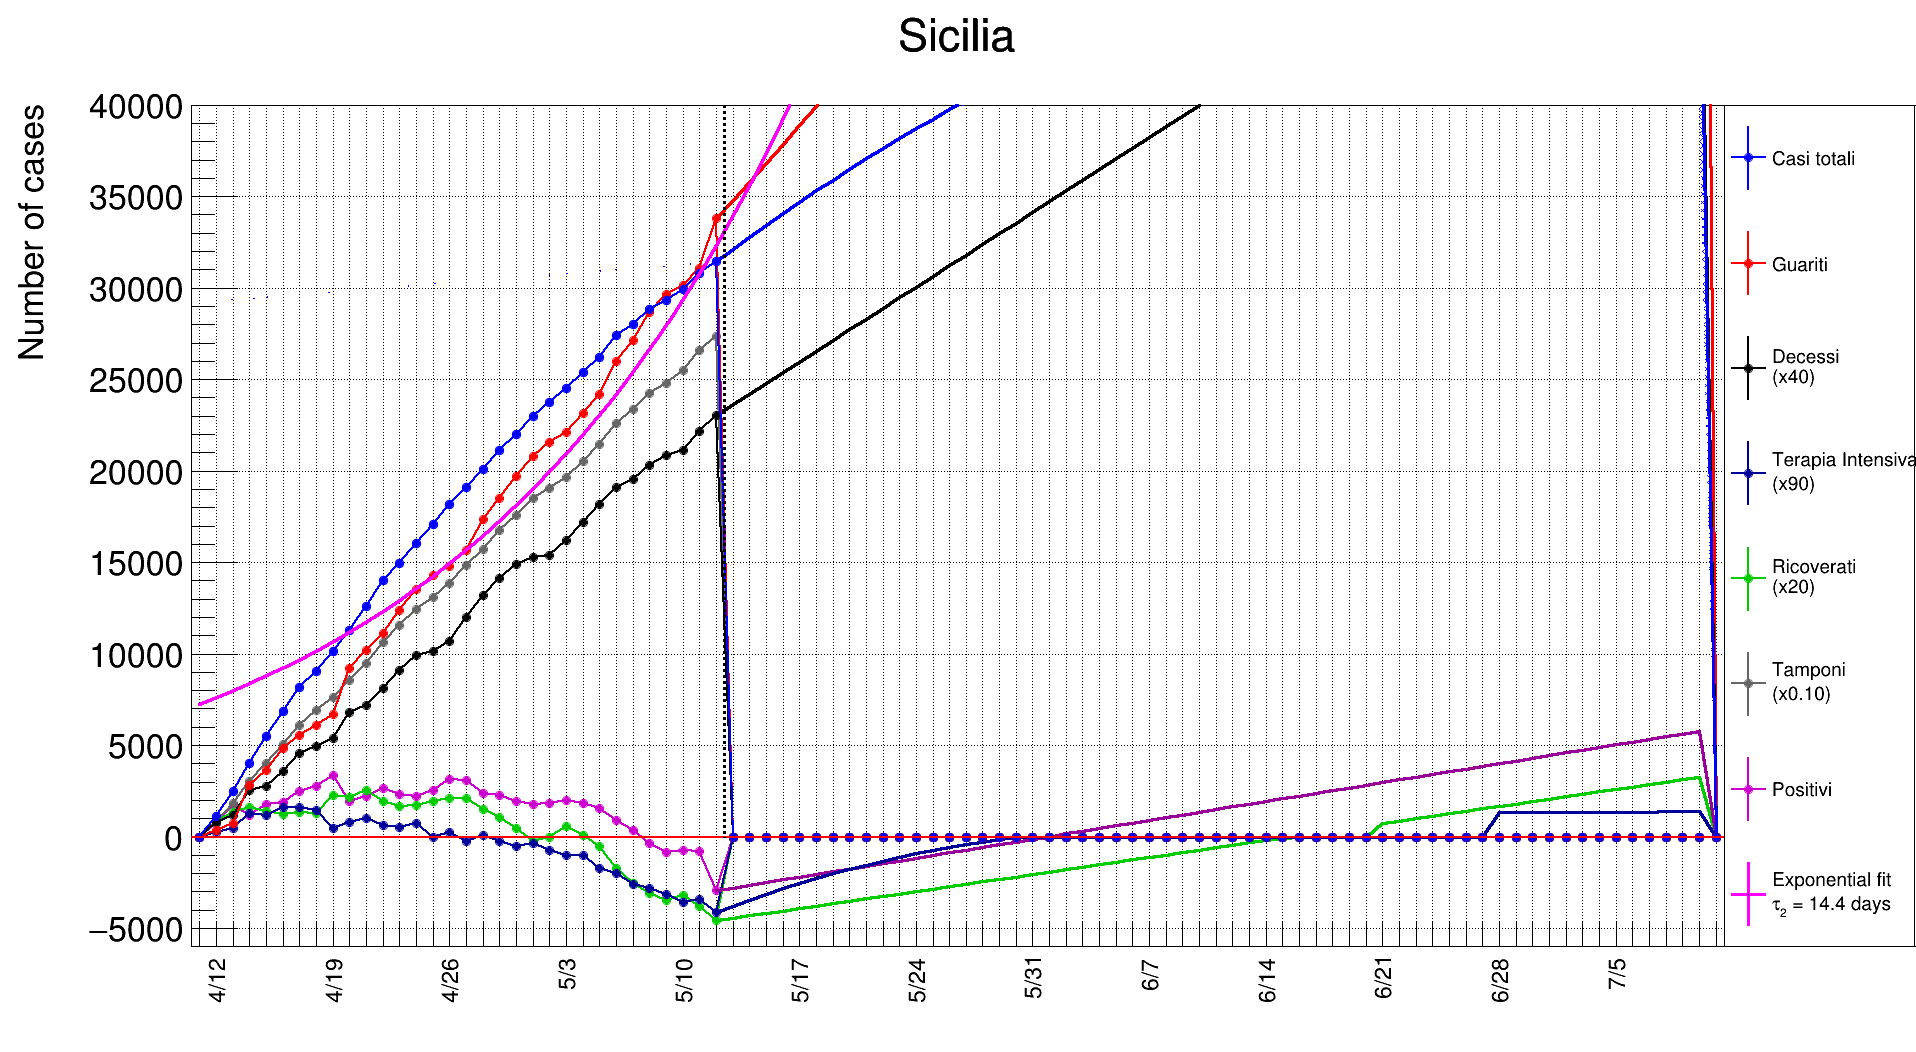 Sicilia
Number of cases
40000
35000
30000
25000
20000
15000
10000
5000
0
−5000
4/12
4/19
4/26
5/3
5/10
5/17
5/24
5/31
6/7
6/14
6/21
6/28
7/5
Casi totali
Guariti
Decessi
(x40)
Terapia Intensiva
(x90)
Ricoverati
(x20)
Tamponi
(x0.10)
Positivi
Exponential fit
τ2 = 14.4 days